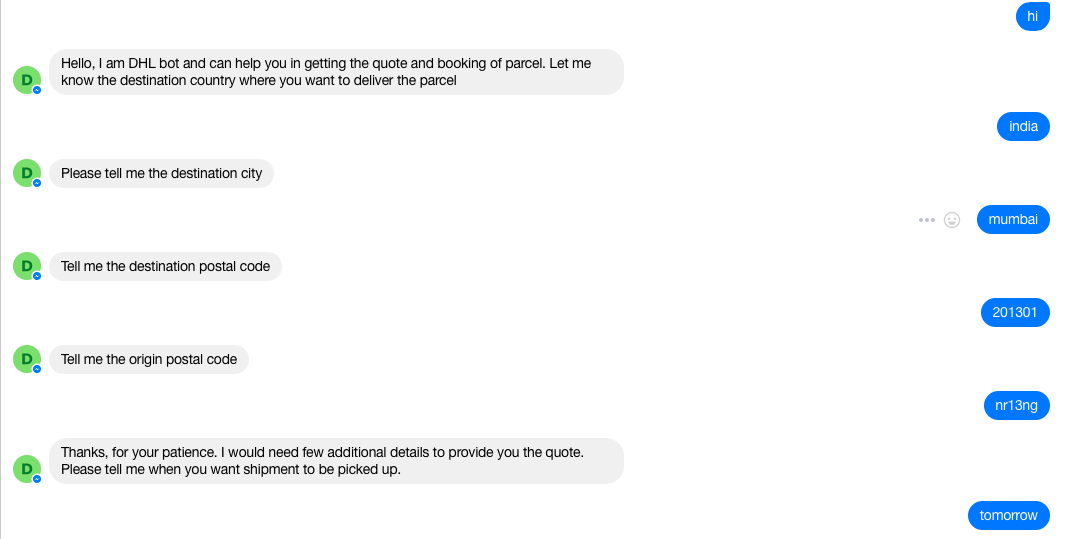 hi
Hello, I am DHL bot and can help you in getting the quote and booking of parcel. Let me
know the destination country where you want to deliver the parcel
D
india
D
Please tell me the destination city
mumbai
D
Tell me the destination postal code
201301
D
Tell me the origin postal code
nr13ng
Thanks, for your patience. I would need few additional details to provide you the quote.
Please tell me when you want shipment to be picked up.
D
tomorrow